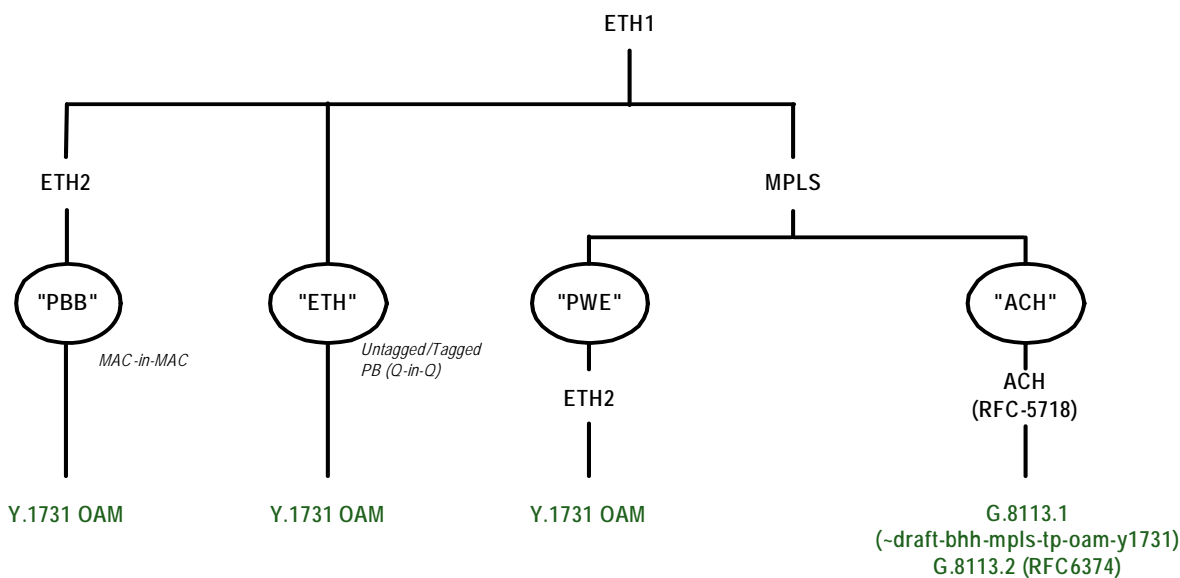 ETH1
ETH2
MPLS
"PBB"
"ETH"
"PWE"
"ACH"
MAC-in-MAC
Untagged/Tagged
PB (Q-in-Q)
ETH2
ACH
(RFC-5718)
Y.1731 OAM
Y.1731 OAM
Y.1731 OAM
G.8113.1
(~draft-bhh-mpls-tp-oam-y1731)
G.8113.2 (RFC6374)